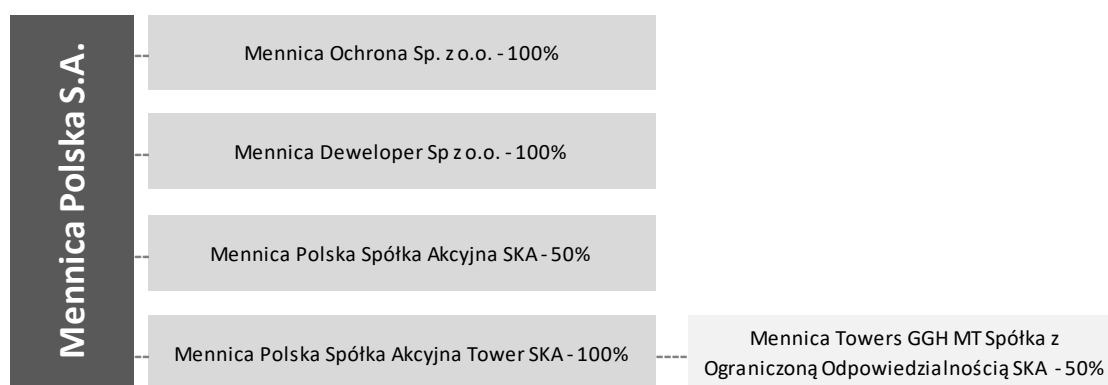 Mennica Polska S.A.
Mennica Ochrona Sp. z o.o. - 100%
Mennica Deweloper Sp z o.o. - 100%
Mennica Polska Spółka Akcyjna SKA - 50%
Mennica Polska Spółka Akcyjna Tower SKA - 100%
Mennica Towers GGH MT Spółka z
Ograniczoną Odpowiedzialnością SKA - 50%